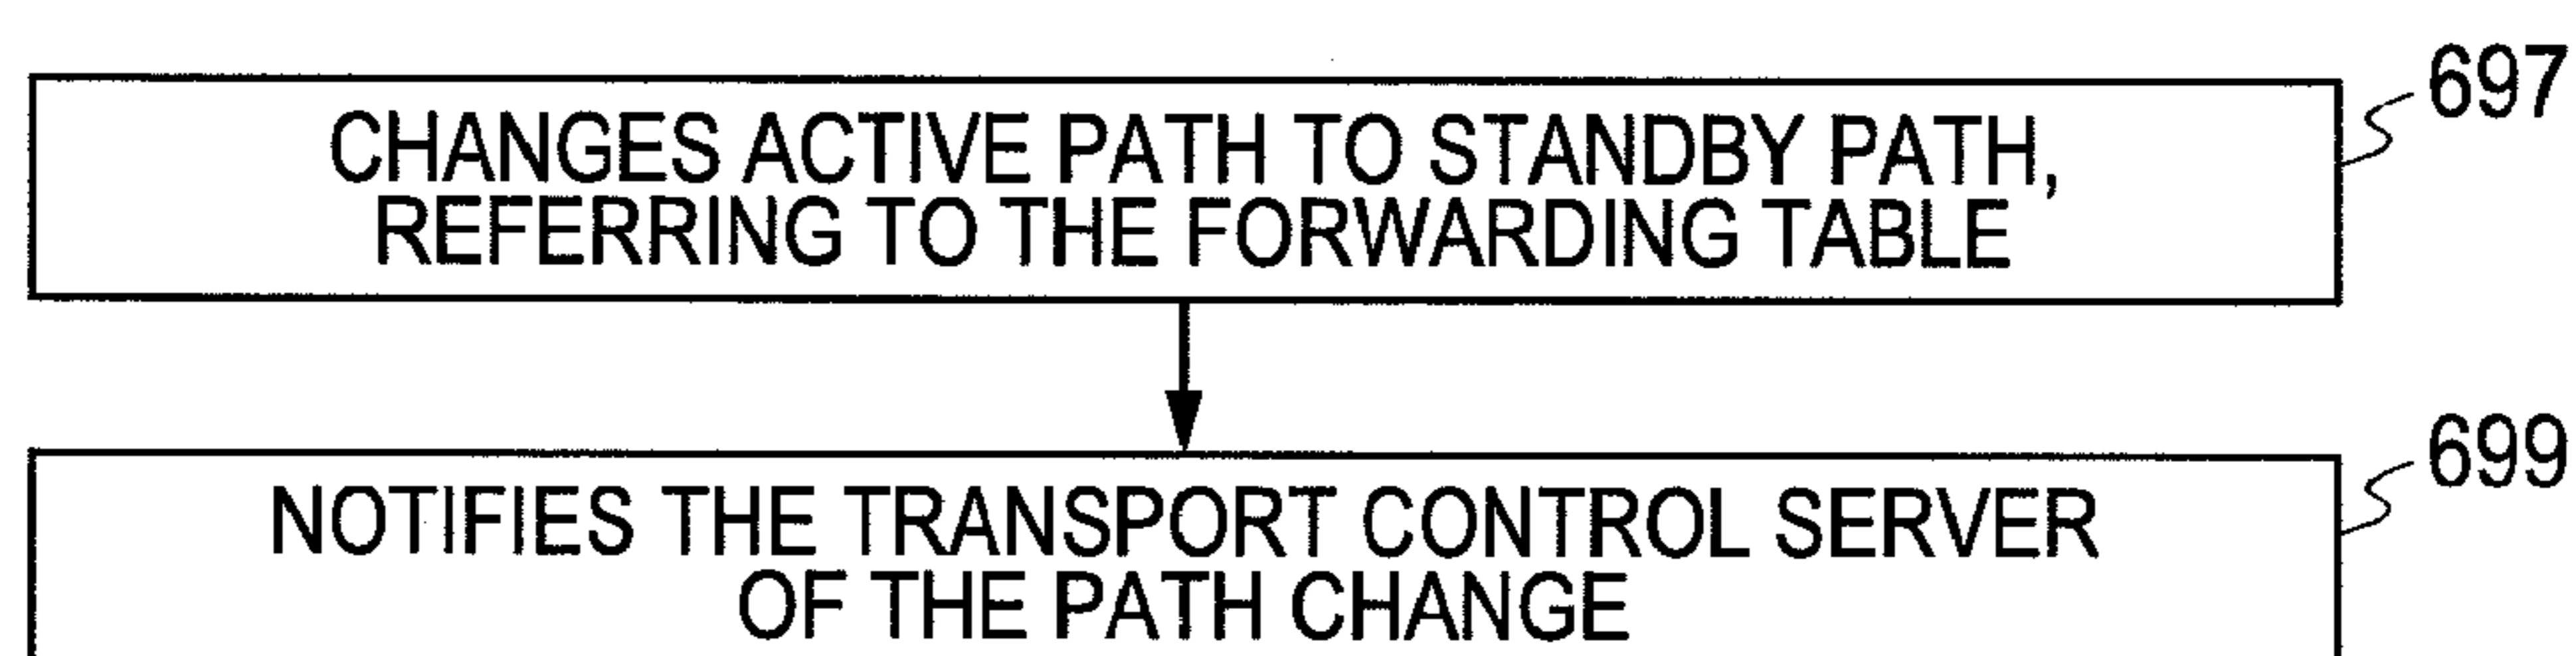 697
CHANGES ACTIVE PATH TO STANDBY PATH,
REFERRING TO THE FORWARDING TABLE
699
NOTIFIES THE TRANSPORT CONTROL SERVER
OF THE PATH CHANGE